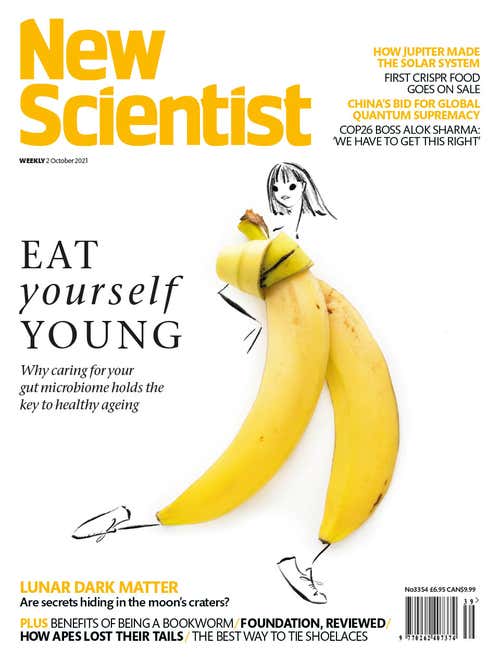 New
Scientist
WEEKLY 2 October 2021
HOW JUPITER MADE
THE SOLAR SYSTEM
FIRST CRISPR FOOD
GOES ON SALE
CHINA'S BID FOR GLOBAL
QUANTUM SUPREMACY
COP26 BOSS ALOK SHARMA:
'WE HAVE TO GET THIS RIGHT'
EAT
yourself
YOUNG
Why caring for your
gut microbiome holds the
key to healthy ageing
LUNAR DARK MATTER
Are secrets hiding in the moon's craters?
PLUS BENEFITS OF BEING A BOOKWORM / FOUNDATION, REVIEWED /
HOW APES LOST THEIR TAILS / THE BEST WAY TO TIE SHOELACES
No3354 £6.95 CAN$9.99
39>
9 770262 407374